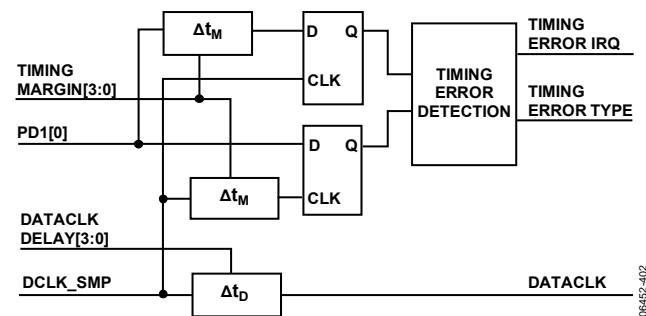 Δt_M
D
Q
CLK
TIMING
MARGIN[3:0]
PD1[0]
D
Q
CLK
Δt_M
TIMING
ERROR
DETECTION
TIMING
ERROR IRQ
TIMING
ERROR TYPE
DATACLK
DELAY[3:0]
DCLK_SMP
Δt_D
DATACLK
06452-402